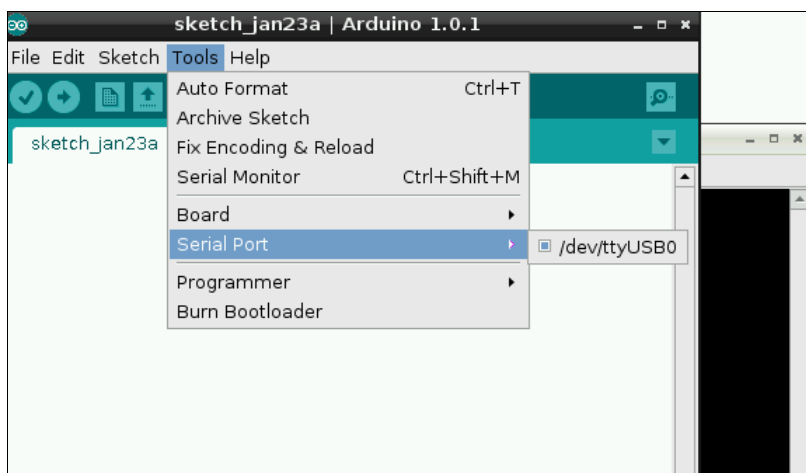 sketch_jan23a | Arduino 1.0.1
File Edit Sketch Tools Help
Auto Format Ctrl+T
Archive Sketch
sketch_jan23a
Fix Encoding & Reload
Serial Monitor Ctrl+Shift+M
Board
Serial Port
/dev/ttyUSB0
Programmer
Burn Bootloader